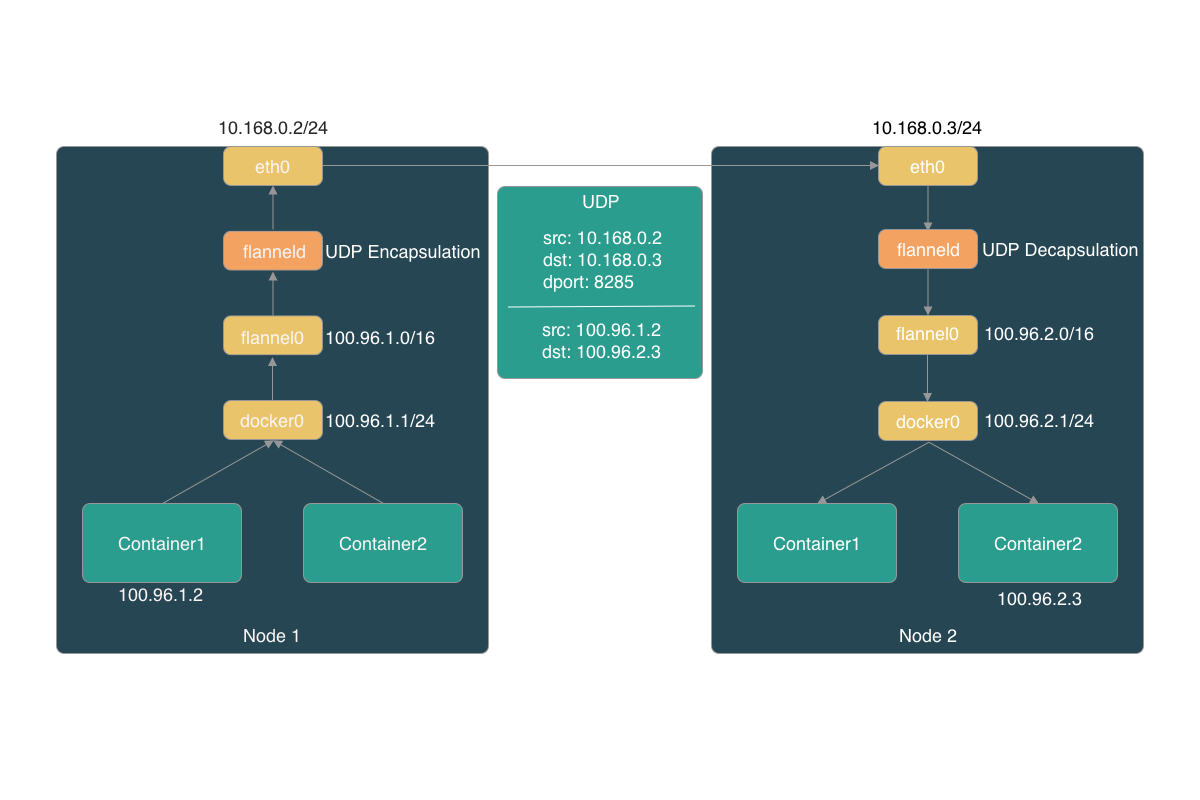 10.168.0.2/24
eth0
flanneld
UDP Encapsulation
flannel0
100.96.1.0/16
docker0
100.96.1.1/24
Container1
Container2
100.96.1.2
Node 1
UDP
src: 10.168.0.2
dst: 10.168.0.3
dport: 8285
src: 100.96.1.2
dst: 100.96.2.3
10.168.0.3/24
eth0
flanneld
UDP Decapsulation
flannel0
100.96.2.0/16
docker0
100.96.2.1/24
Container1
Container2
100.96.2.3
Node 2